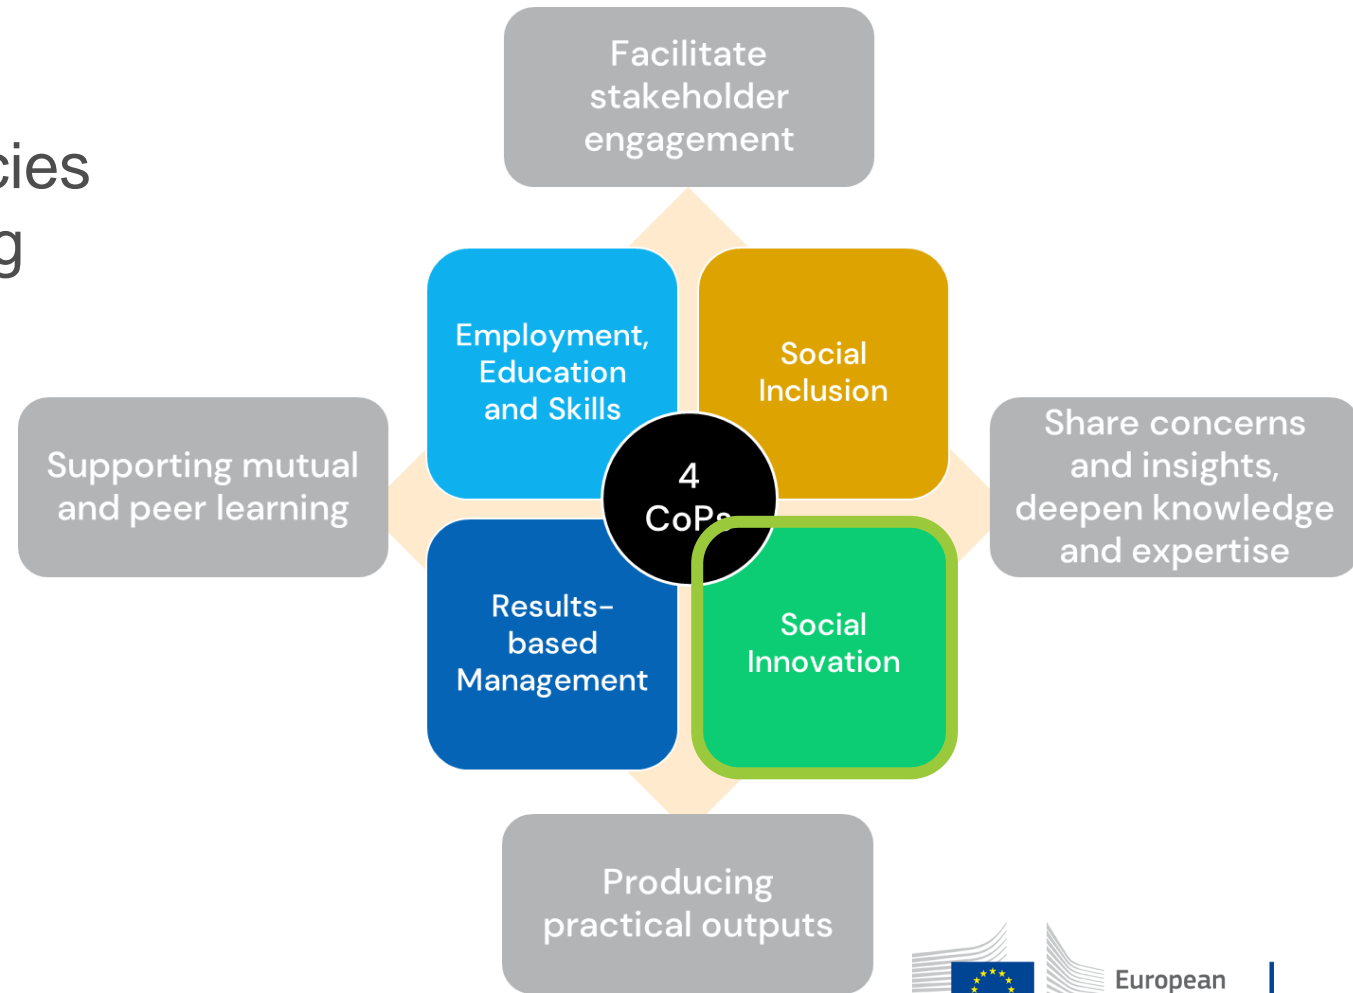 Facilitate
stakeholder
engagement
cies
g
Employment,
Education
and Skills
Social
Inclusion
Supporting mutual
and peer learning
4
CoPs
Share concerns
and insights,
deepen knowledge
and expertise
Results-
based
Management
Social
Innovation
Producing
practical outputs
European